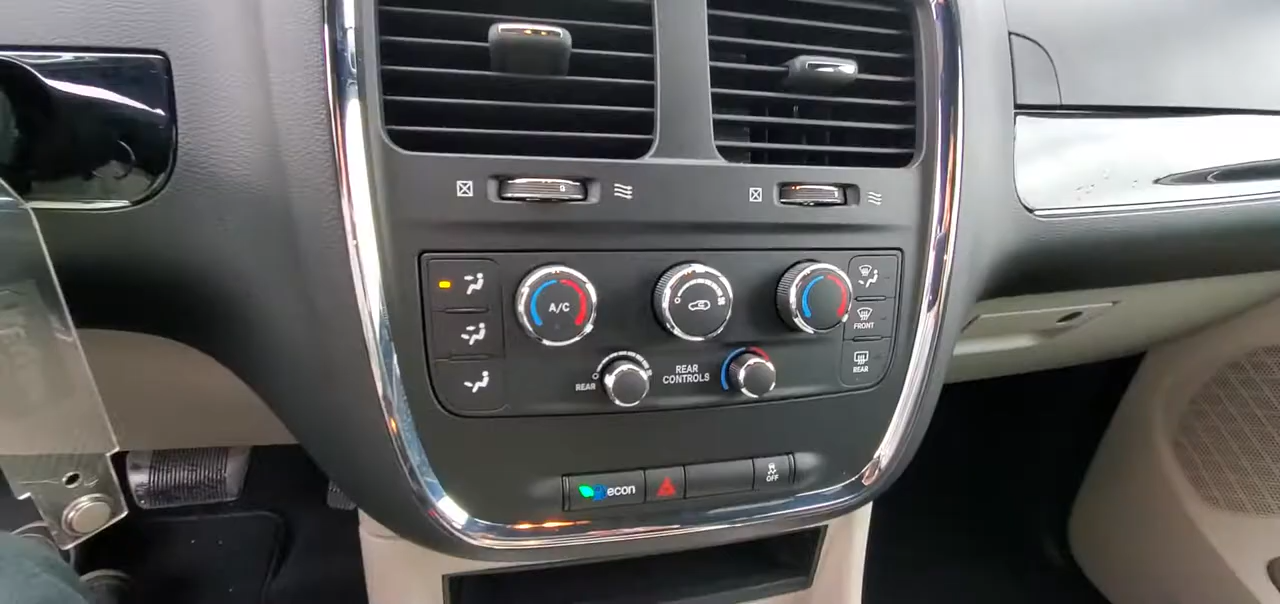 A/C
FRONT
REAR
REAR
REAR
CONTROLS
econ
OFF